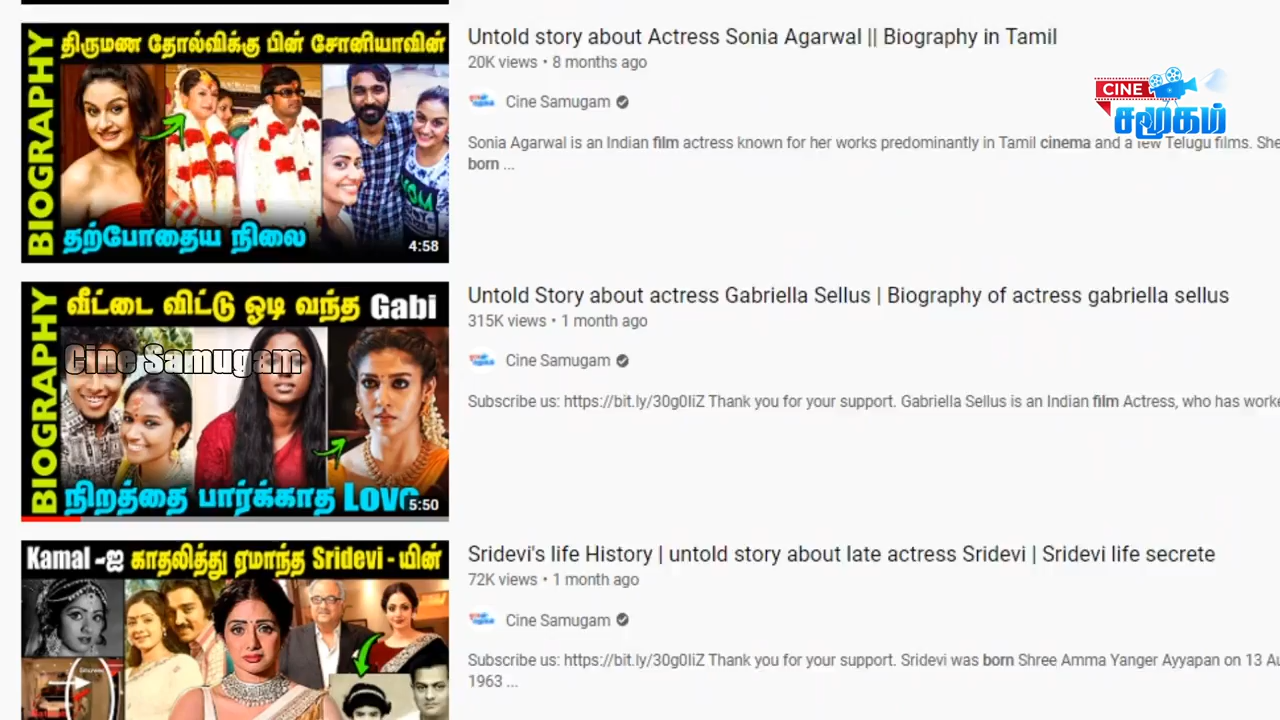 BIOGRAPHY
திருமண தோல்விக்கு பின் சோனியாவின்
தற்போதைய நிலை
4:58
Untold story about Actress Sonia Agarwal || Biography in Tamil
20K views • 8 months ago
Cine Samugam
Sonia Agarwal is an Indian film actress known for her works predominantly in Tamil cinema and a few Telugu films. She
born ...
CINE
சமூகம்
BIOGRAPHY
வீட்டை விட்டு ஓடி வந்த Gabi
Cine Samugam
நிறத்தை பார்க்காத Love
5:50
Untold Story about actress Gabriella Sellus | Biography of actress gabriella sellus
315K views • 1 month ago
Cine Samugam
Subscribe us: https://bit.ly/30g0IiZ Thank you for your support. Gabriella Sellus is an Indian film Actress, who has worke
Kamal -ஐ காதலித்து ஏமாந்த Sridevi - யின்
Sridevi's life History | untold story about late actress Sridevi | Sridevi life secrete
72K views • 1 month ago
Cine Samugam
Subscribe us: https://bit.ly/30g0IiZ Thank you for your support. Sridevi was born Shree Amma Yanger Ayyapan on 13 Au
1963 ...